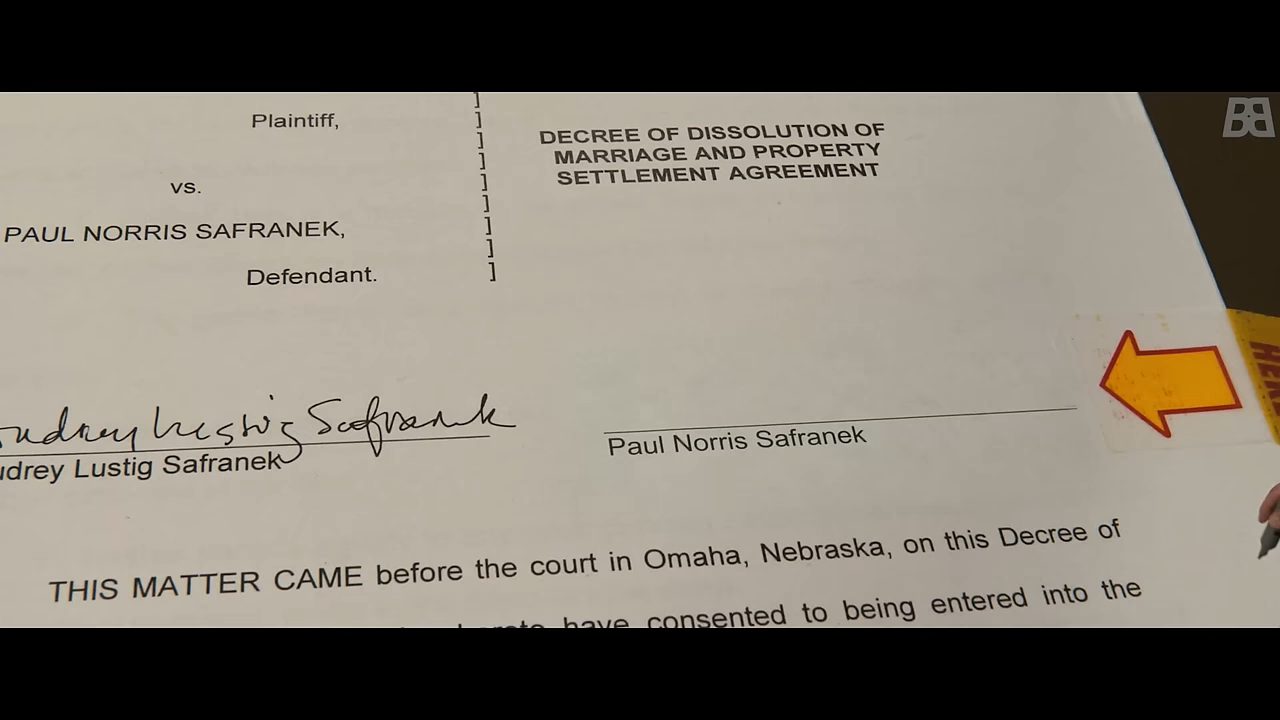 Plaintiff,
DECREE OF DISSOLUTION OF
MARRIAGE AND PROPERTY
SETTLEMENT AGREEMENT
vs.
PAUL NORRIS SAFRANEK,
Defendant.
udrey Lustig Safranek
udrey Lustig Safranek
Paul Norris Safranek
THIS MATTER CAME before the court in Omaha, Nebraska, on this Decree of
have consented to being entered into the